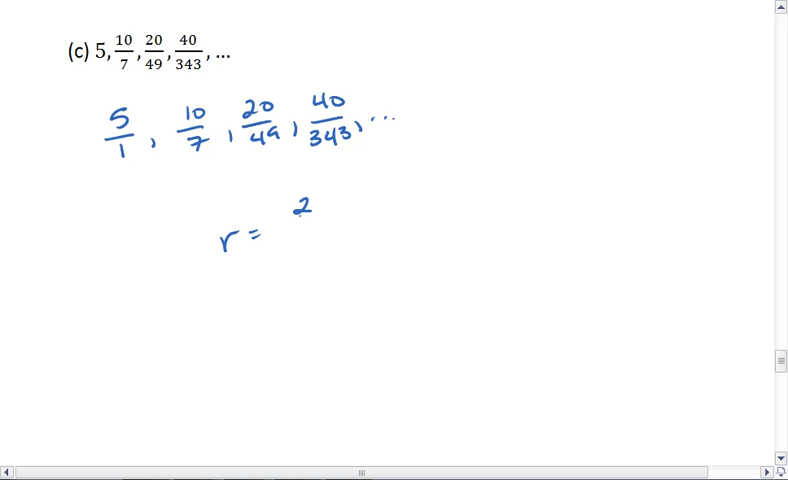 (c) 5, 10/7, 20/49, 40/343, ...
5/1, 10/7, 20/49, 40/343, ...
r = 2